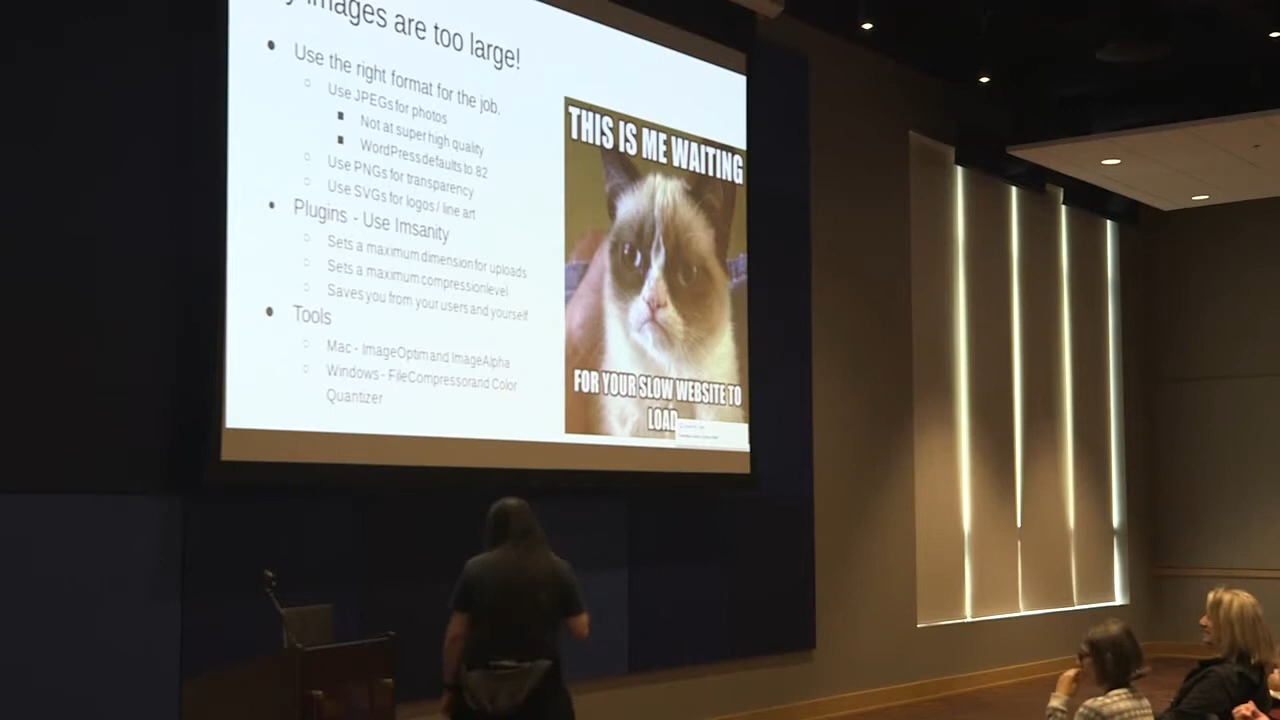 y images are too large!
Use the right format for the job.
Use JPEGs for photos
Not at super high quality
WordPress defaults to 82
Use PNGs for transparency
Use SVGs for logos / line art
Plugins - Use Imsanity
Sets a maximum dimension for uploads
Sets a maximum compression level
Saves you from your users and yourself
Tools
Mac - ImageOptim and ImageAlpha
Windows - FileCompressor and Color
Quantizer
THIS IS ME WAITING
FOR YOUR SLOW WEBSITE TO
LOAD